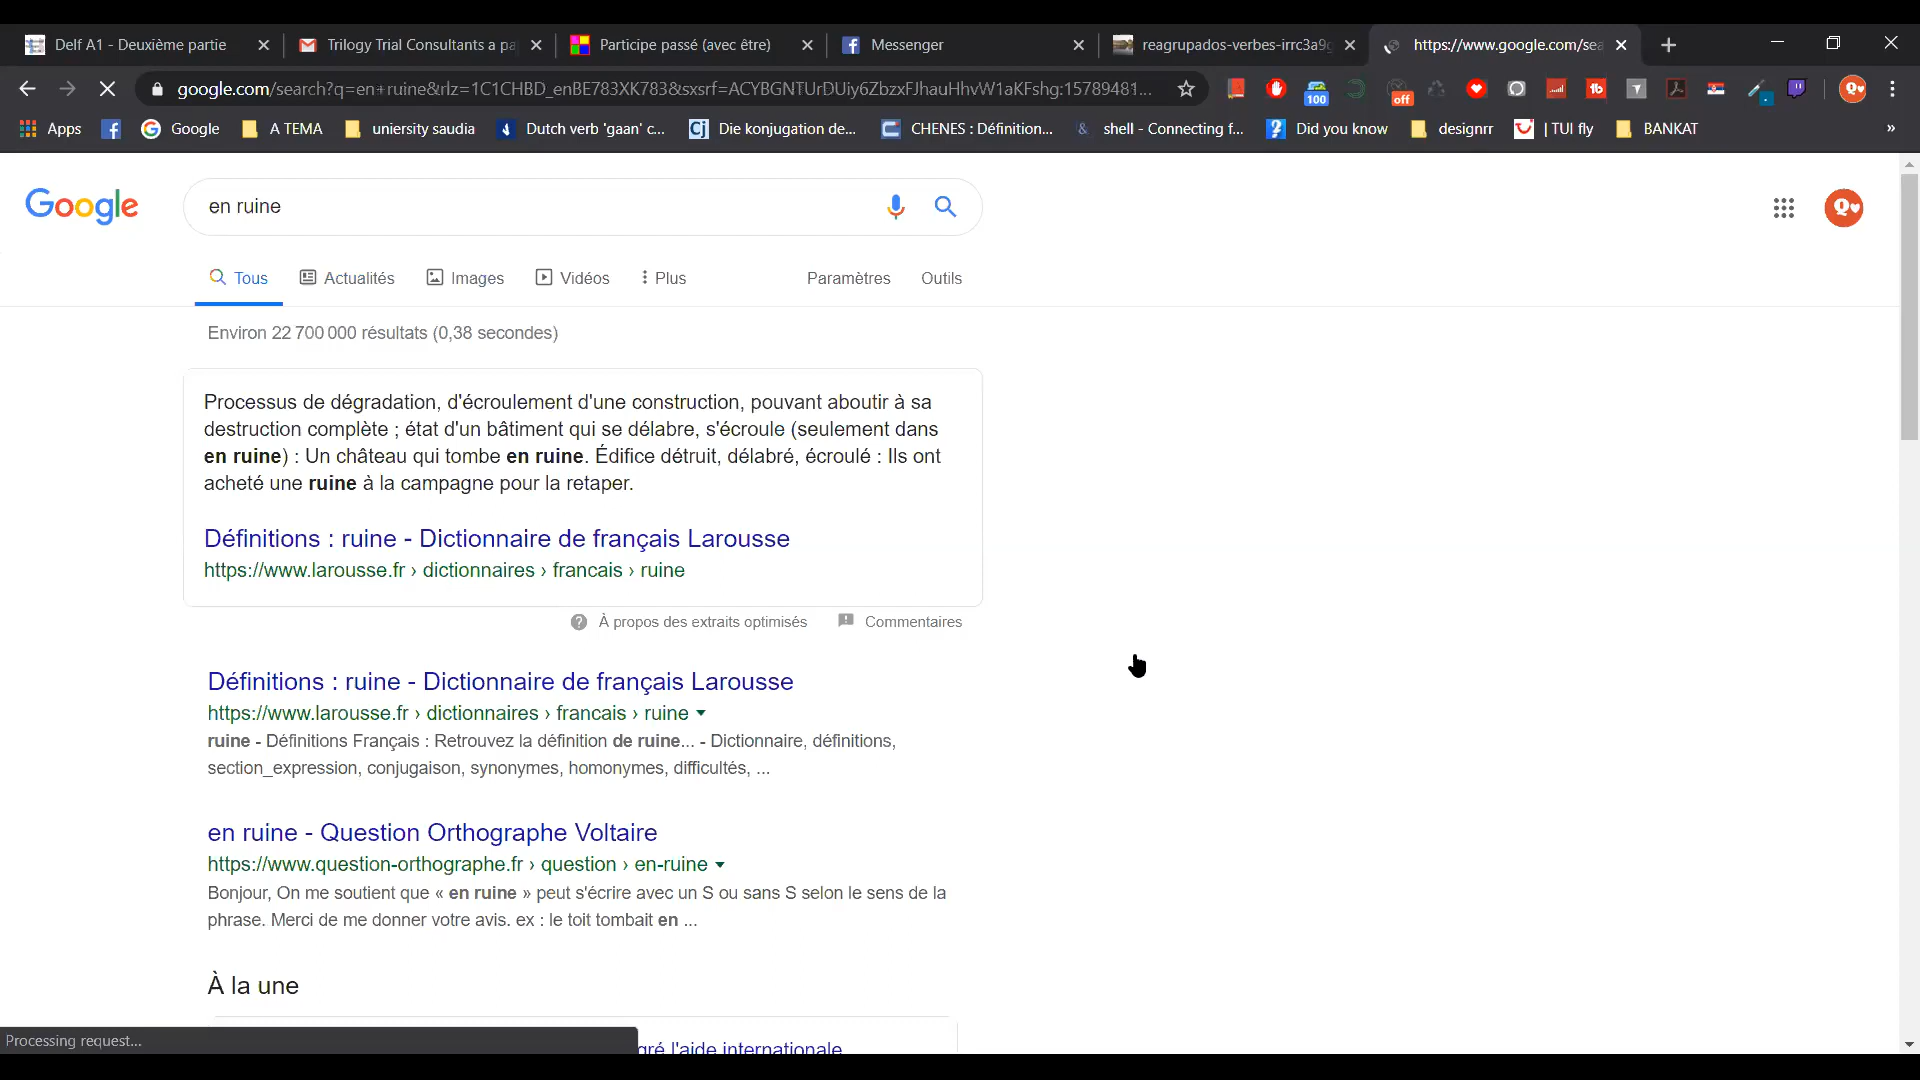 Delf A1 - Deuxième partie
Trilogy Trial Consultants a pa
Participe passé (avec être)
Messenger
reagrupados-verbes-irrc3a9g
https://www.google.com/sea
google.com/search?q=en+ruine&rlz=1C1CHBD_enBE783XK783&sxsrf=ACYBGNTUrDUiy6ZbzxFJhauHhvW1aKFshg:15789481...
100
off
Apps
Google
A TEMA
uniersity saudia
Dutch verb 'gaan' c...
Cj
Die konjugation de...
CHENES : Définition...
shell - Connecting f...
Did you know
designrr
| TUI fly
BANKAT
»
Google
en ruine
Tous
Actualités
Images
Vidéos
Plus
Paramètres
Outils
Environ 22 700 000 résultats (0,38 secondes)
Processus de dégradation, d'écroulement d'une construction, pouvant aboutir à sa
destruction complète ; état d'un bâtiment qui se délabre, s'écroule (seulement dans
en ruine) : Un château qui tombe en ruine. Édifice détruit, délabré, écroulé : Ils ont
acheté une ruine à la campagne pour la retaper.
Définitions : ruine - Dictionnaire de français Larousse
https://www.larousse.fr › dictionnaires › francais › ruine
À propos des extraits optimisés
Commentaires
Définitions : ruine - Dictionnaire de français Larousse
https://www.larousse.fr › dictionnaires › francais › ruine
ruine - Définitions Français : Retrouvez la définition de ruine... - Dictionnaire, définitions,
section_expression, conjugaison, synonymes, homonymes, difficultés, ...
en ruine - Question Orthographe Voltaire
https://www.question-orthographe.fr › question › en-ruine
Bonjour, On me soutient que « en ruine » peut s'écrire avec un S ou sans S selon le sens de la
phrase. Merci de me donner votre avis. ex : le toit tombait en ...
À la une
Processing request...
gré l'aide internationale